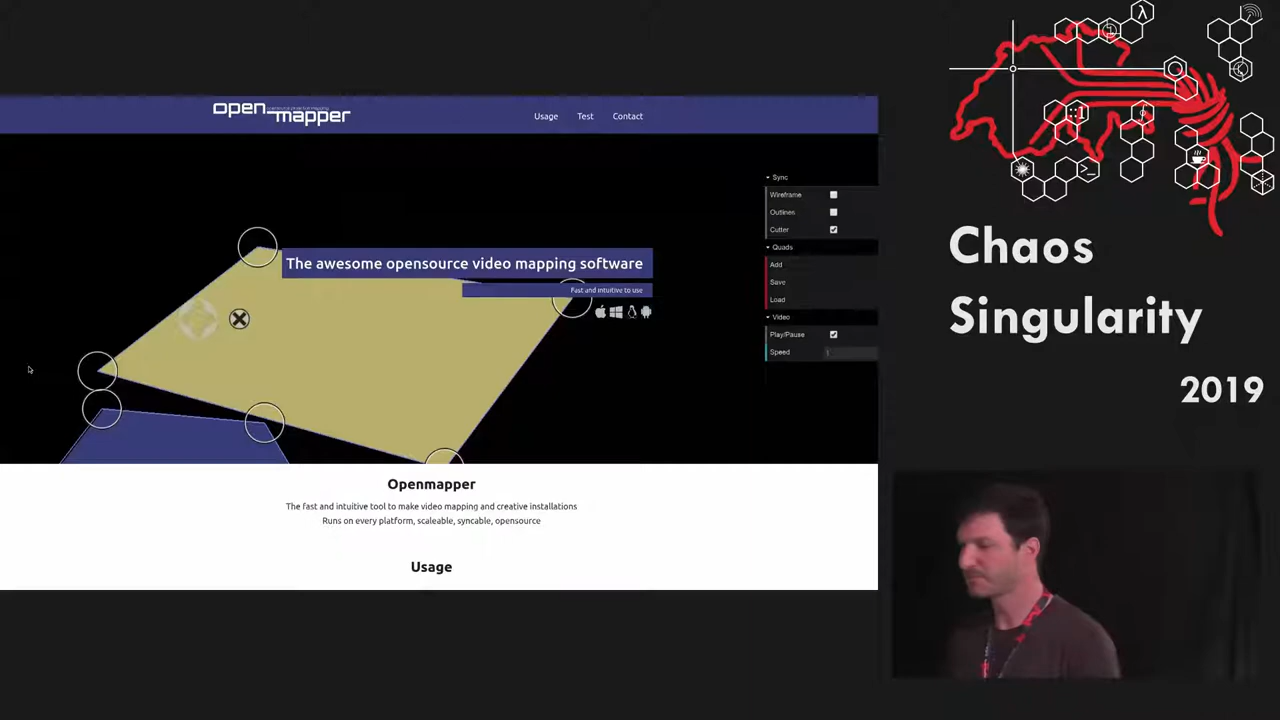 open
mapper
Usage
Test
Contact
The awesome opensource video mapping software
Fast and intuitive to use
Sync
Wireframe
Outlines
Cutter
Quads
Add
Save
Load
Video
Play/Pause
Speed
Openmapper
The fast and intuitive tool to make video mapping and creative installations
Runs on every platform, scaleable, syncable, opensource
Usage
λ
:::1
>_
Chaos
Singularity
2019